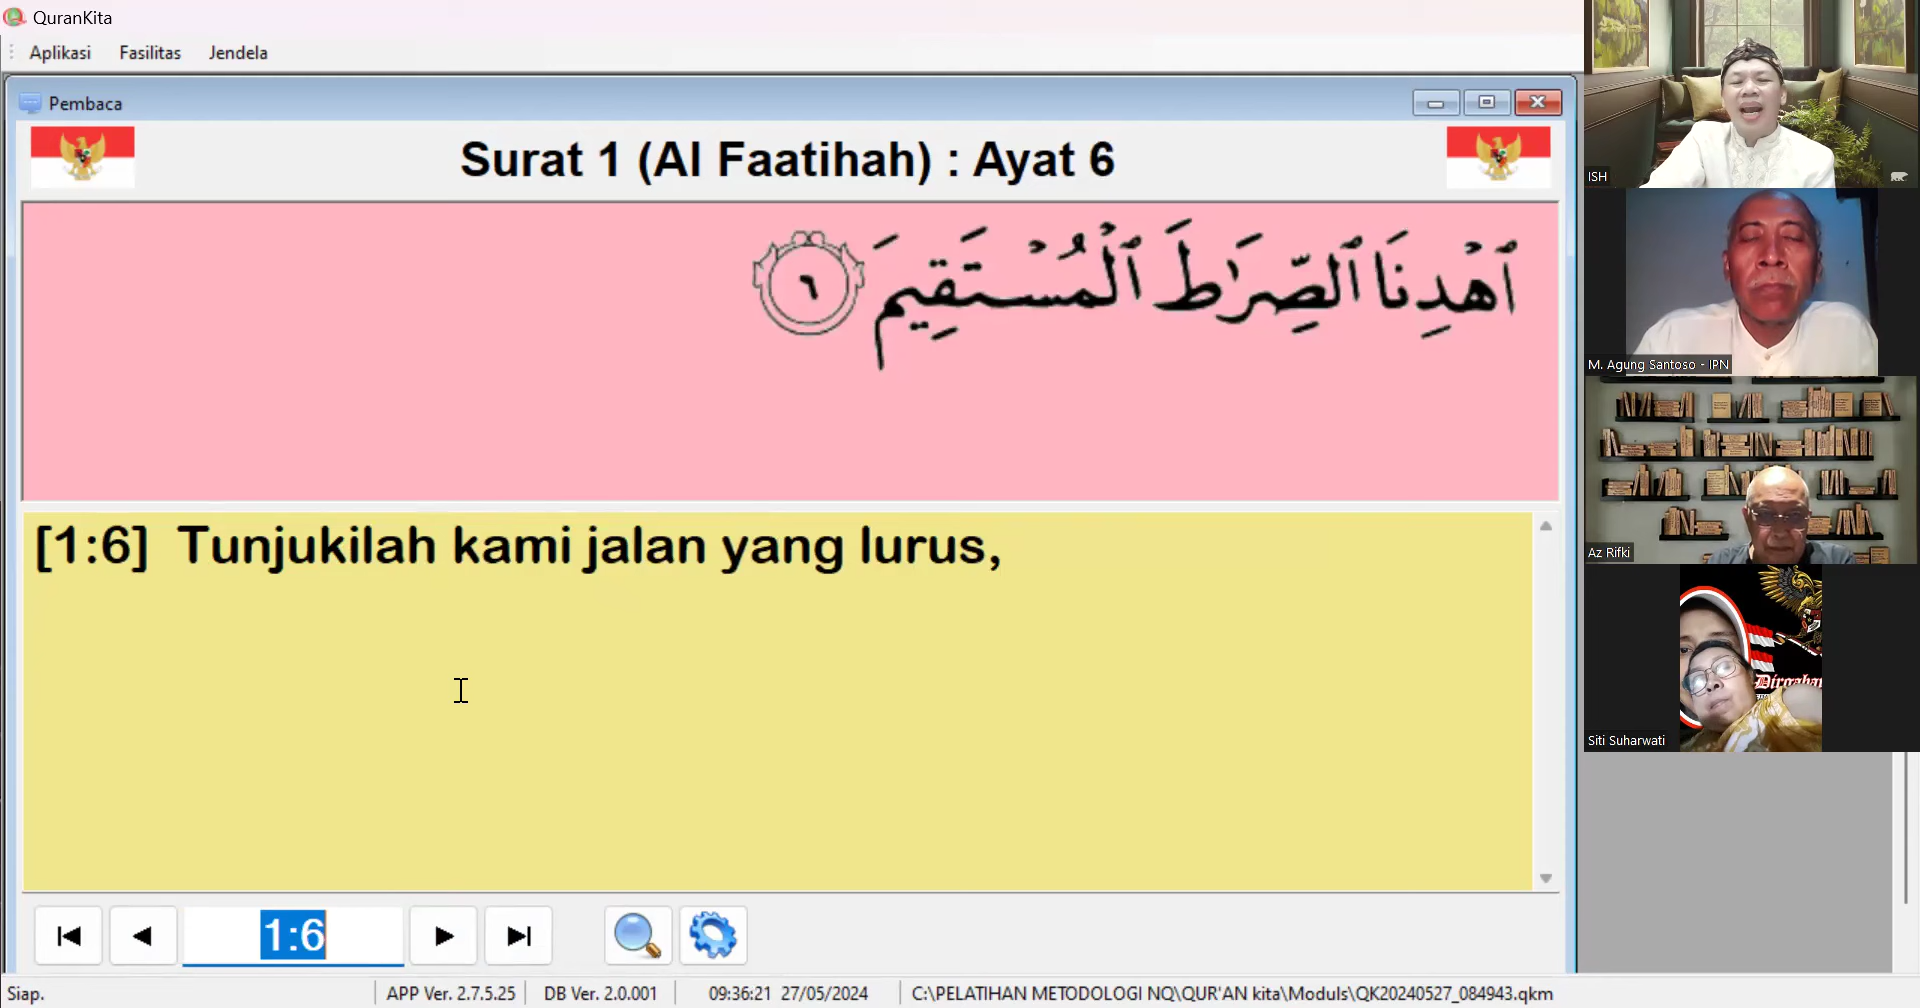 QuranKita
Aplikasi Fasilitas Jendela
Pembaca
Surat 1 (Al Faatihah) : Ayat 6
ٱهْدِنَا ٱلصِّرَٰطَ ٱلْمُسْتَقِيمَ ٦
[1:6] Tunjukilah kami jalan yang lurus,
1:6
Siap. APP Ver. 2.7.5.25 DB Ver. 2.0.001 09:36:21 27/05/2024 C:\PELATIHAN METODOLOGI NQ\QUR'AN kita\Moduls\QK20240527_084943.qkm
ISH
M. Agung Santoso - IPN
Az Rifki
Dirgahay
Siti Suharwati